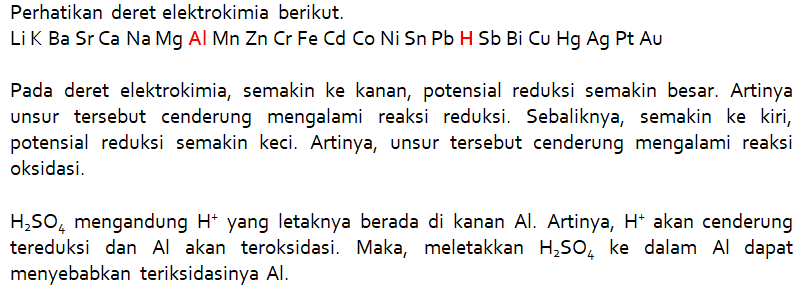 Perhatikan deret elektrokimia berikut.
Li K Ba Sr Ca Na Mg Al Mn Zn Cr Fe Cd Co Ni Sn Pb H Sb Bi Cu Hg Ag Pt Au
Pada deret elektrokimia, semakin ke kanan, potensial reduksi semakin besar. Artinya
unsur tersebut cenderung mengalami reaksi reduksi. Sebaliknya, semakin ke kiri,
potensial reduksi semakin keci. Artinya, unsur tersebut cenderung mengalami reaksi
oksidasi.
H₂SO₄ mengandung H⁺ yang letaknya berada di kanan Al. Artinya, H⁺ akan cenderung
tereduksi dan Al akan teroksidasi. Maka, meletakkan H₂SO₄ ke dalam Al dapat
menyebabkan teriksidasinya Al.